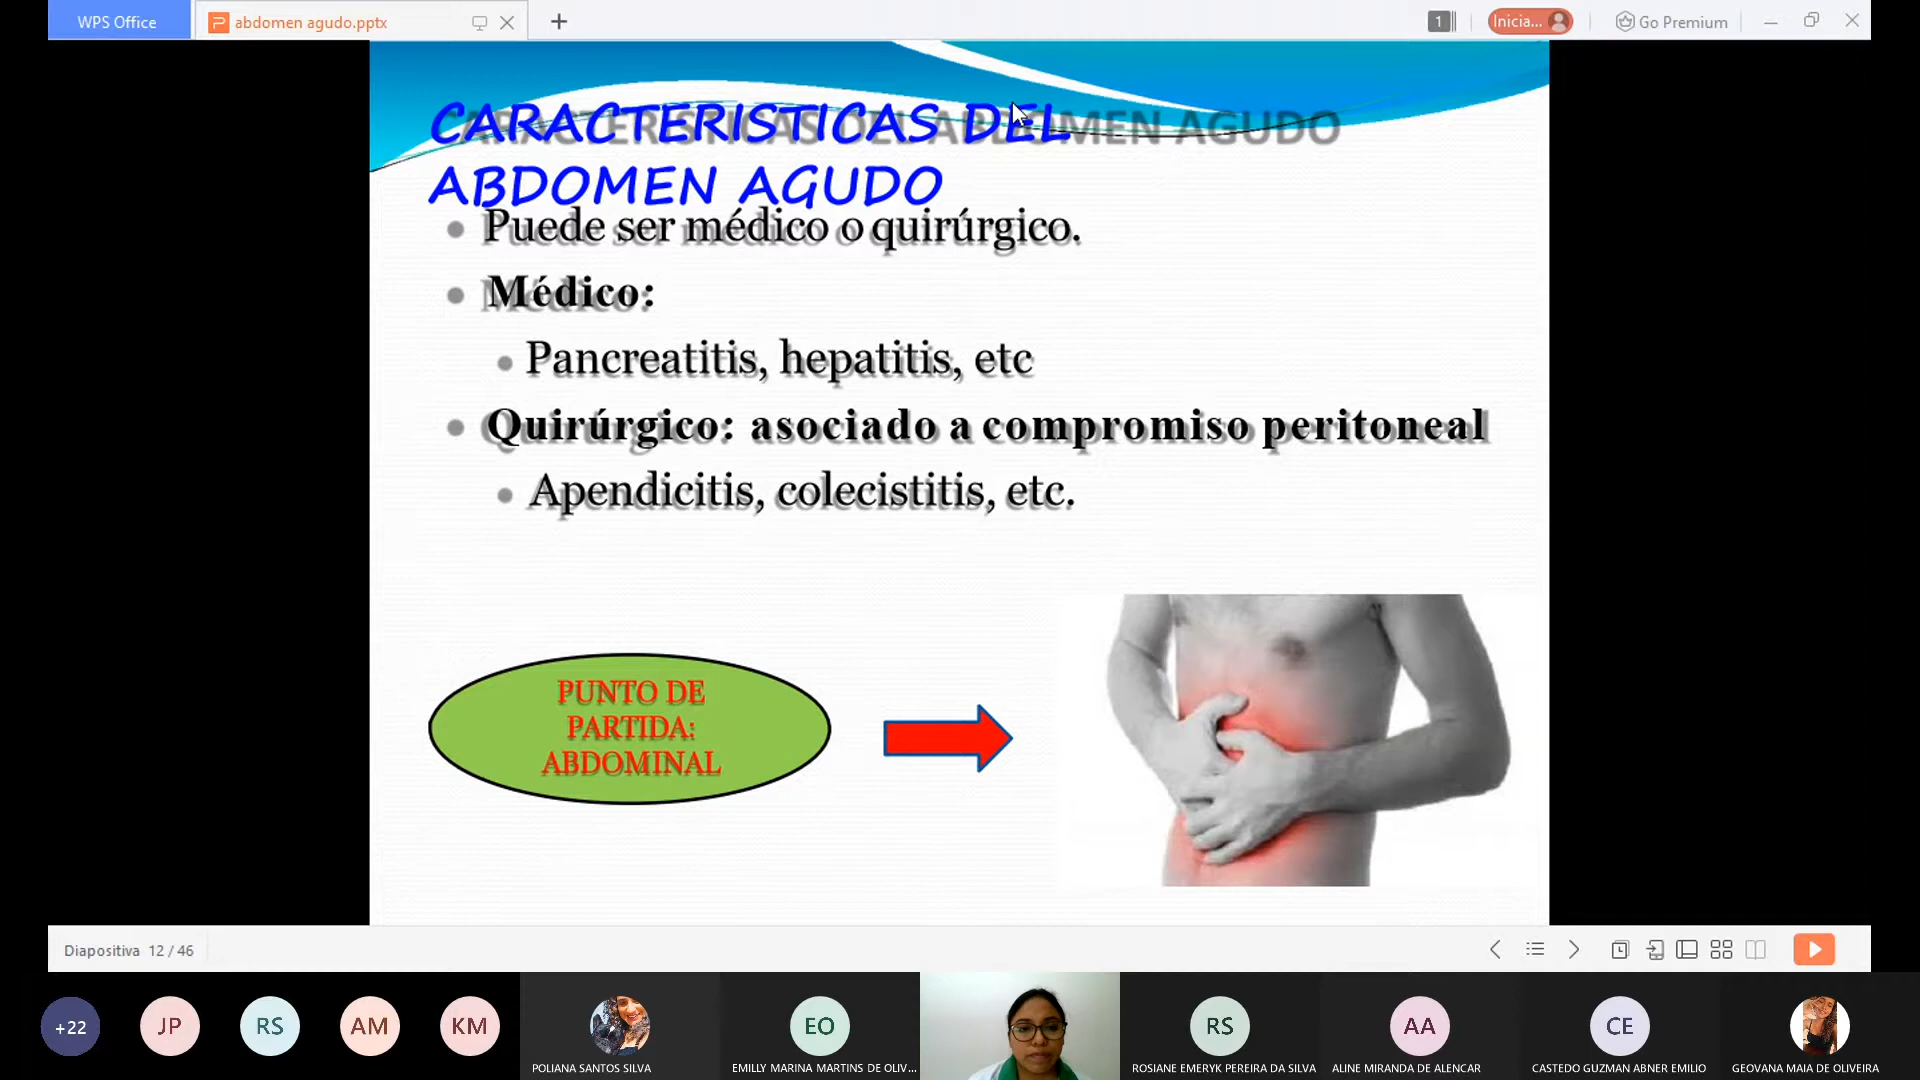 WPS Office
abdomen agudo.pptx
1
Inicia...
Go Premium
CARACTERISTICAS DEL
ABDOMEN AGUDO
CARACTERISTICAS DEL ABDOMEN AGUDO
Puede ser médico o quirúrgico.
Médico:
Pancreatitis, hepatitis, etc
Quirúrgico: asociado a compromiso peritoneal
Apendicitis, colecistitis, etc.
PUNTO DE
PARTIDA:
ABDOMINAL
Diapositiva 12 / 46
+22
JP
RS
AM
KM
EO
RS
AA
CE
POLIANA SANTOS SILVA
EMILLY MARINA MARTINS DE OLIV...
ROSIANE EMERYK PEREIRA DA SILVA
ALINE MIRANDA DE ALENCAR
CASTEDO GUZMAN ABNER EMILIO
GEOVANA MAIA DE OLIVEIRA